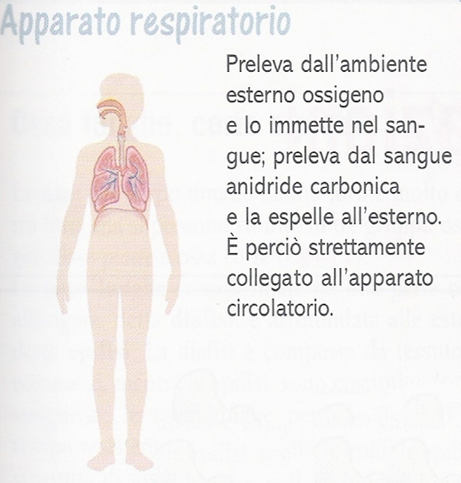 Apparato respiratorio
Preleva dall'ambiente
esterno ossigeno
e lo immette nel san-
gue; preleva dal sangue
anidride carbonica
e la espelle all'esterno.
È perciò strettamente
collegato all'apparato
circolatorio.